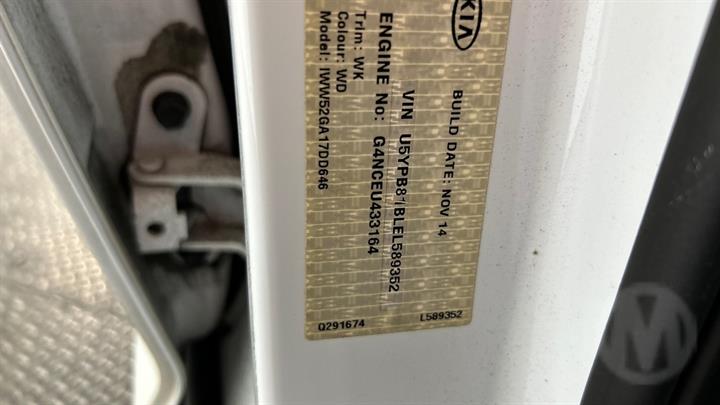 KIA
BUILD DATE: NOV 14
VIN U5YPB81BLEL589352
ENGINE No: G4NCEU433164
Trim: WK
Colour: WD
Model: IWW52GA17DD646
Q291674
L589352
M